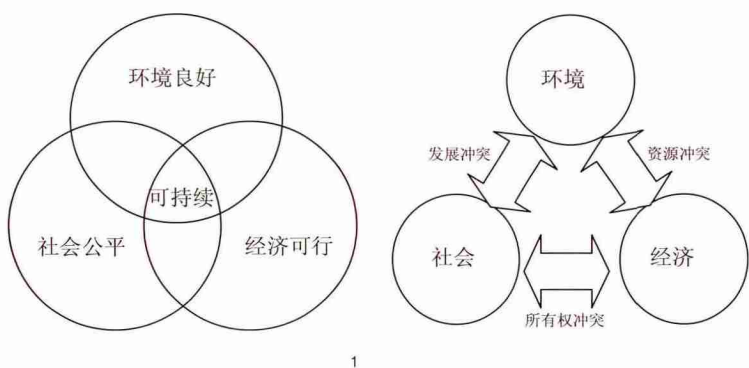 环境良好
可持续
社会公平
经济可行
环境
发展冲突
资源冲突
社会
经济
所有权冲突
1